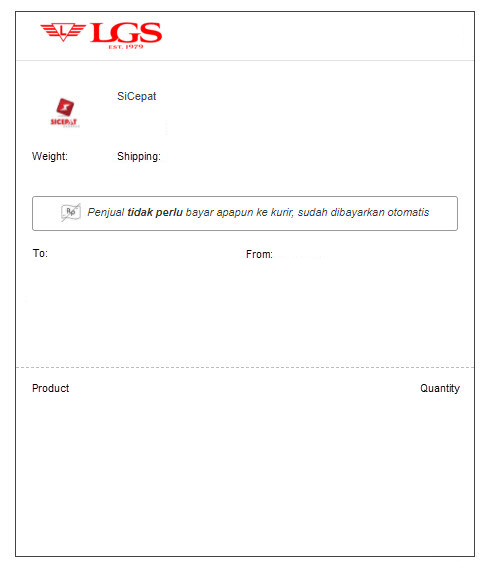 L LGS
EST. 1979
SiCepat
SICEPAT
Weight: Shipping:
Rp Penjual tidak perlu bayar apapun ke kurir, sudah dibayarkan otomatis
To: From:
Product Quantity